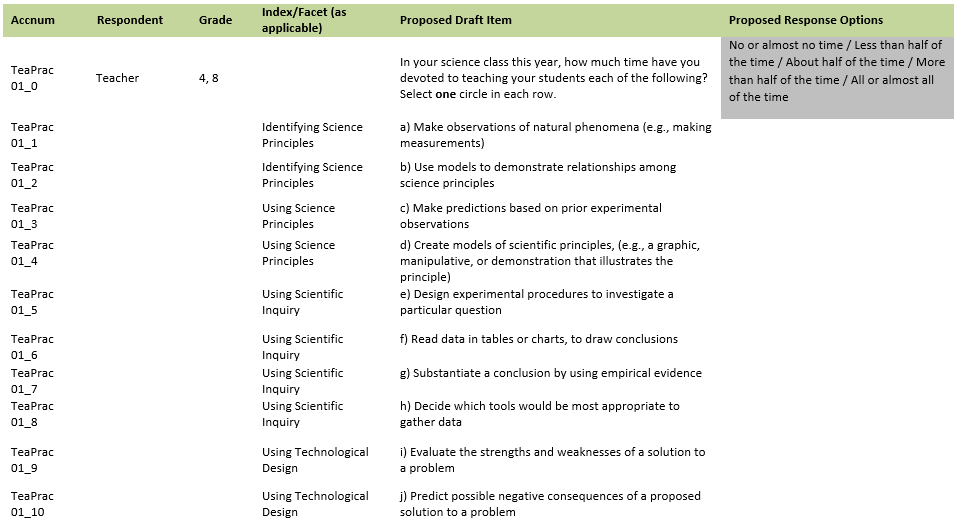 Accnum Respondent Grade Index/Facet (as applicable) Proposed Draft Item Proposed Response Options
TeaPrac 01_0 Teacher 4, 8 In your science class this year, how much time have you devoted to teaching your students each of the following? Select one circle in each row. No or almost no time / Less than half of the time / About half of the time / More than half of the time / All or almost all of the time
TeaPrac 01_1 Identifying Science Principles a) Make observations of natural phenomena (e.g., making measurements)
TeaPrac 01_2 Identifying Science Principles b) Use models to demonstrate relationships among science principles
TeaPrac 01_3 Using Science Principles c) Make predictions based on prior experimental observations
TeaPrac 01_4 Using Science Principles d) Create models of scientific principles, (e.g., a graphic, manipulative, or demonstration that illustrates the principle)
TeaPrac 01_5 Using Scientific Inquiry e) Design experimental procedures to investigate a particular question
TeaPrac 01_6 Using Scientific Inquiry f) Read data in tables or charts, to draw conclusions
TeaPrac 01_7 Using Scientific Inquiry g) Substantiate a conclusion by using empirical evidence
TeaPrac 01_8 Using Scientific Inquiry h) Decide which tools would be most appropriate to gather data
TeaPrac 01_9 Using Technological Design i) Evaluate the strengths and weaknesses of a solution to a problem
TeaPrac 01_10 Using Technological Design j) Predict possible negative consequences of a proposed solution to a problem